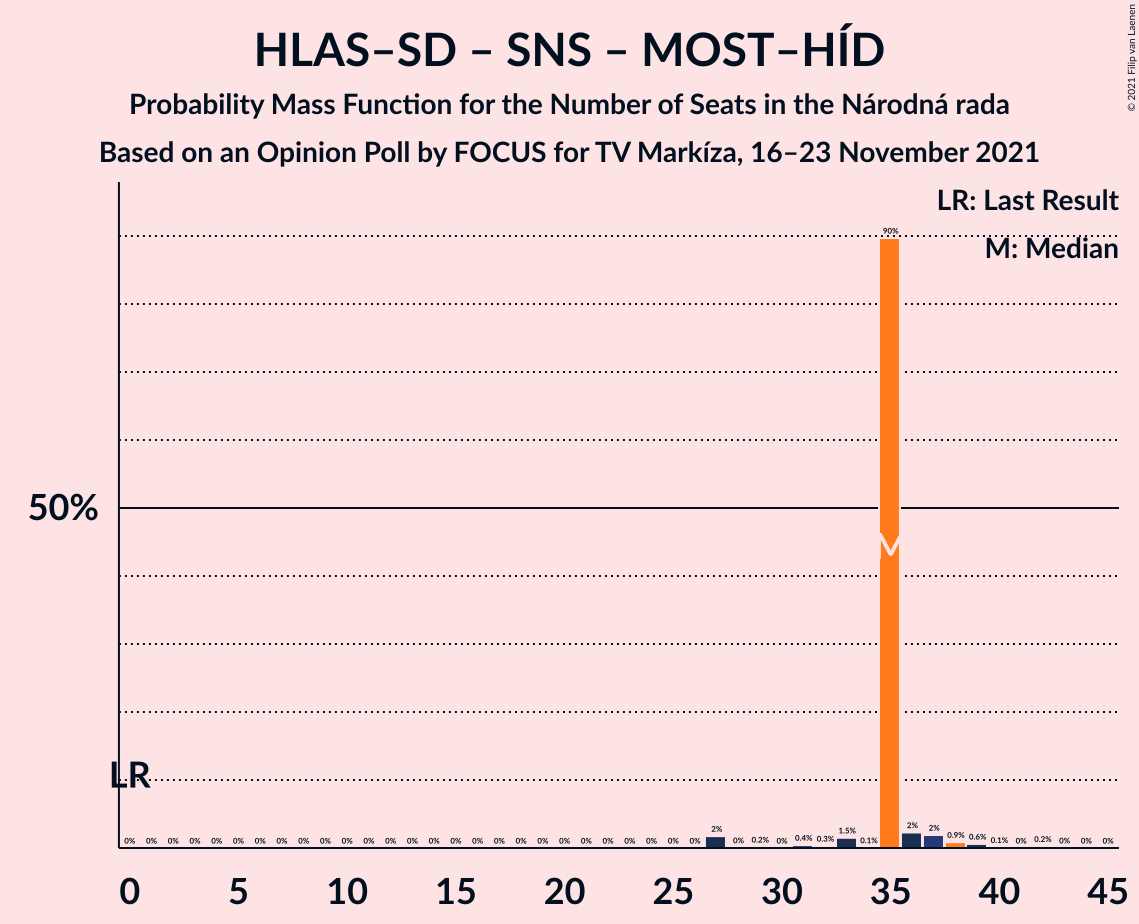 HLAS–SD – SNS – MOST–HÍD
Probability Mass Function for the Number of Seats in the Národná rada
Based on an Opinion Poll by FOCUS for TV Markíza, 16–23 November 2021
© 2021 Filip van Laenen
LR: Last Result
M: Median
90%
50%
M
LR
0% 0% 0% 0% 0% 0% 0% 0% 0% 0% 0% 0% 0% 0% 0% 0% 0% 0% 0% 0% 0% 0% 0% 0% 0% 0% 0% 2% 0% 0.2% 0% 0.4% 0.3% 1.5% 0.1% 2% 2% 0.9% 0.6% 0.1% 0% 0.2% 0% 0% 0%
0 5 10 15 20 25 30 35 40 45